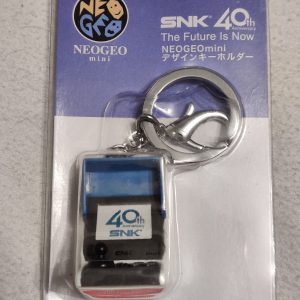 NEO
GEO
NEOGEO
mini
SNK 40th
Anniversary
The Future Is Now
NEOGEOmini
デザインキーホルダー
40th
Anniversary
SNK